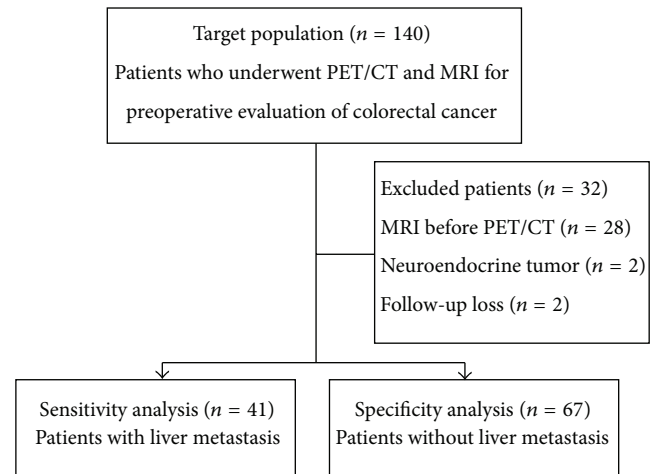 Target population (n = 140)
Patients who underwent PET/CT and MRI for
preoperative evaluation of colorectal cancer
Excluded patients (n = 32)
MRI before PET/CT (n = 28)
Neuroendocrine tumor (n = 2)
Follow-up loss (n = 2)
Sensitivity analysis (n = 41)
Patients with liver metastasis
Specificity analysis (n = 67)
Patients without liver metastasis